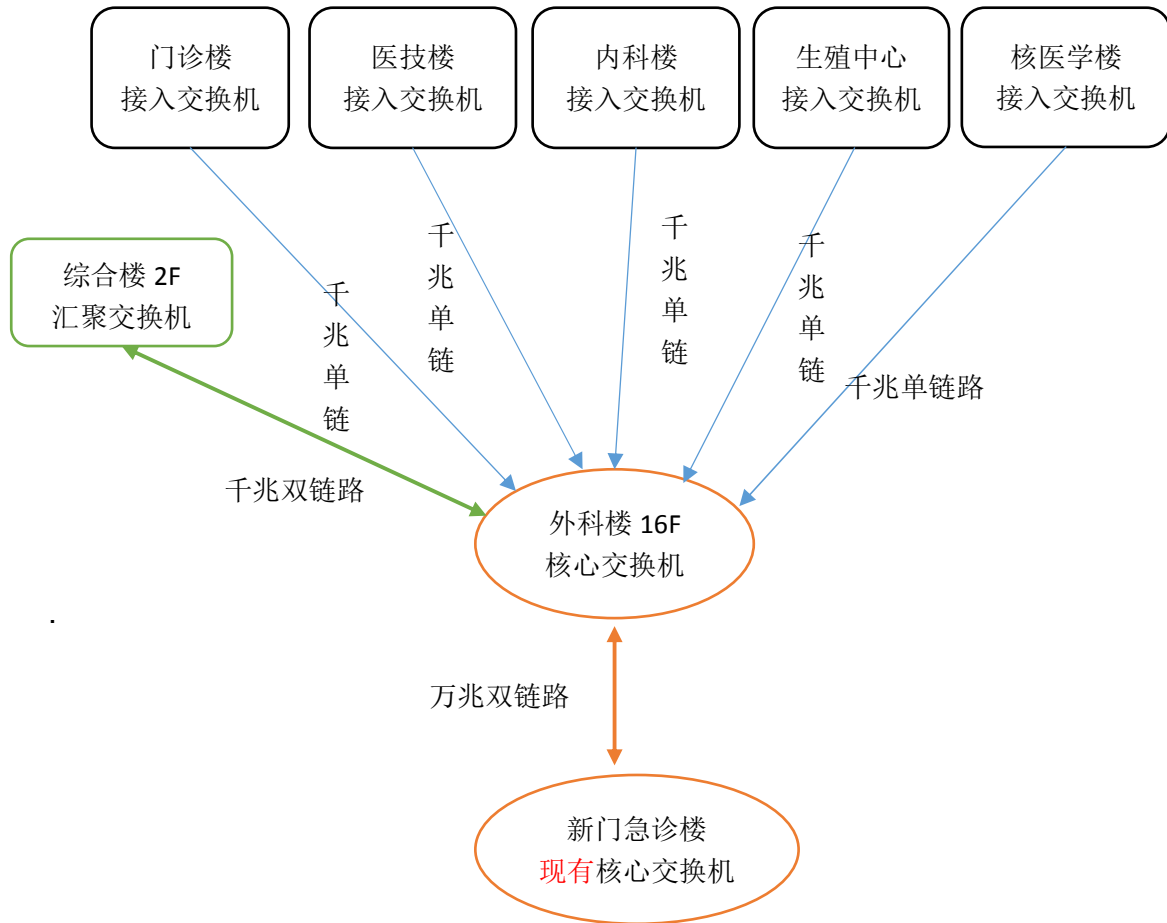 门诊楼
接入交换机
医技楼
接入交换机
内科楼
接入交换机
生殖中心
接入交换机
核医学楼
接入交换机
综合楼 2F
汇聚交换机
千兆单链
千兆单链
千兆单链
千兆单链
千兆单链路
千兆双链路
外科楼 16F
核心交换机
.
万兆双链路
新门急诊楼
现有核心交换机